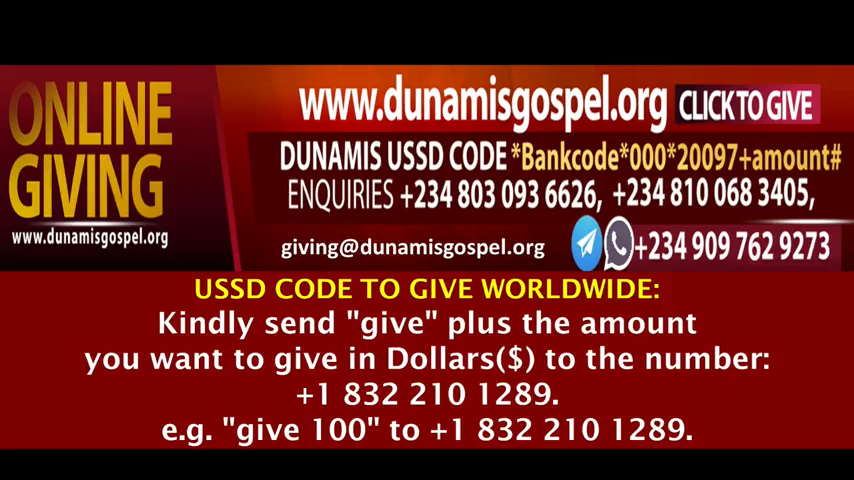 ONLINE
GIVING
www.dunamisgospel.org
www.dunamisgospel.org CLICK TO GIVE
DUNAMIS USSD CODE *Bankcode*000*20097+amount#
ENQUIRIES +234 803 093 6626, +234 810 068 3405,
giving@dunamisgospel.org +234 909 762 9273
USSD CODE TO GIVE WORLDWIDE:
Kindly send "give" plus the amount
you want to give in Dollars($) to the number:
+1 832 210 1289.
e.g. "give 100" to +1 832 210 1289.